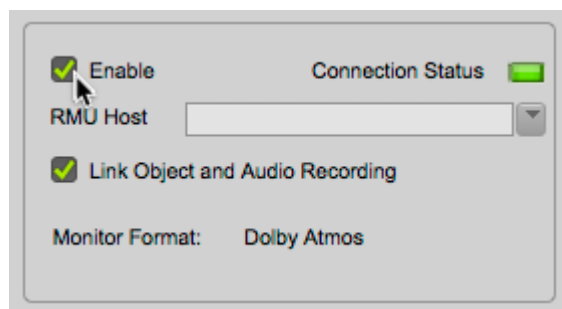 Enable Connection Status
RMU Host
Link Object and Audio Recording
Monitor Format: Dolby Atmos